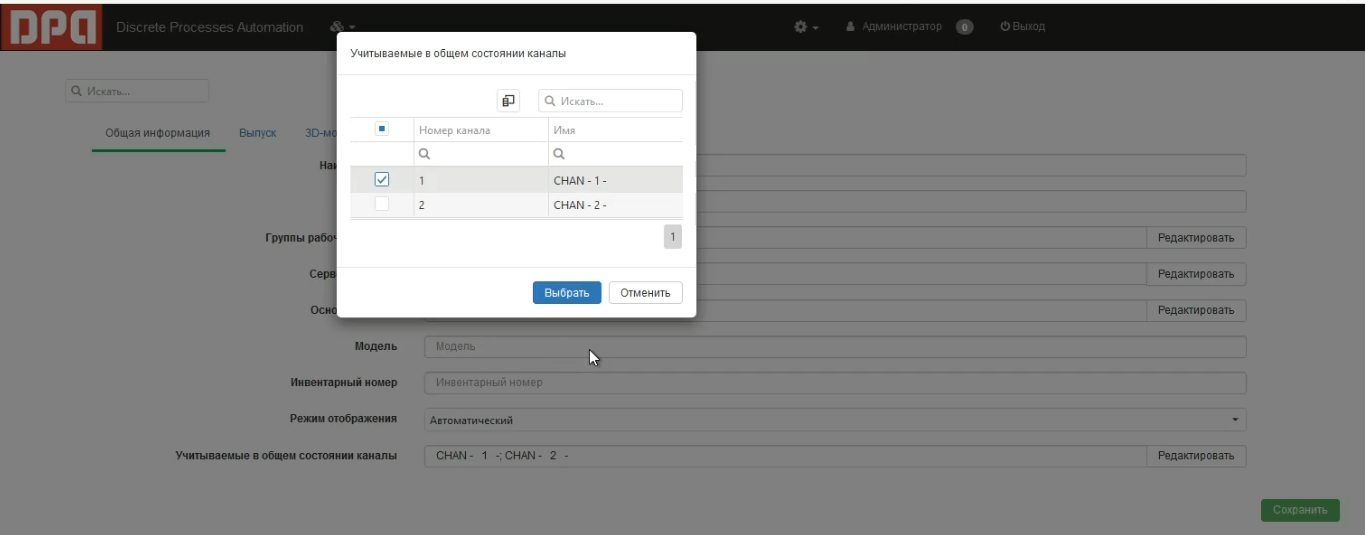 DPA Discrete Processes Automation Администратор 0 Выход
Учитываемые в общем состоянии каналы
Искать...
Искать...
Общая информация Выпуск 3D-мо
Номер канала Имя
1 CHAN - 1 -
2 CHAN - 2 -
1
Наи
Группы рабоч
Редактировать
Серв
Редактировать
Выбрать Отменить
Осно
Редактировать
Модель Модель
Инвентарный номер Инвентарный номер
Режим отображения Автоматический
Учитываемые в общем состоянии каналы CHAN - 1 -; CHAN - 2 - Редактировать
Сохранить